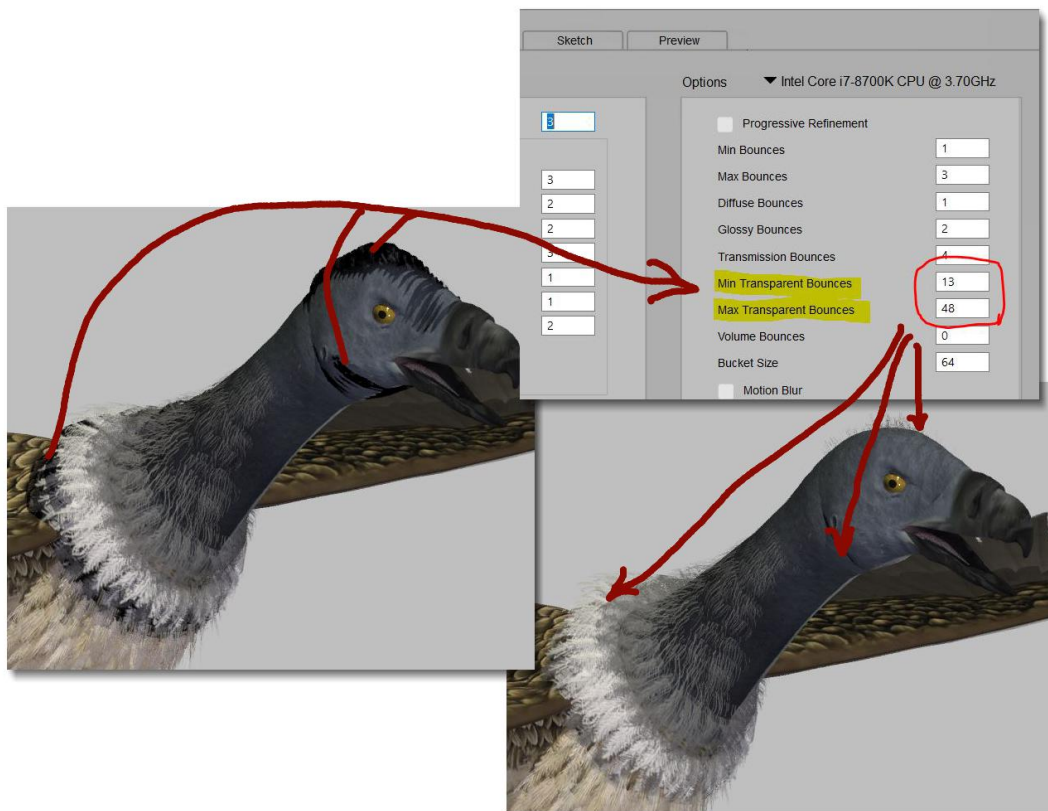 Sketch Preview
Options Intel Core i7-8700K CPU @ 3.70GHz
3 Progressive Refinement
Min Bounces 1
3 Max Bounces 3
2 Diffuse Bounces 1
2 Glossy Bounces 2
3 Transmission Bounces 4
1 Min Transparent Bounces 13
1 Max Transparent Bounces 48
2 Volume Bounces 0
Bucket Size 64
Motion Blur